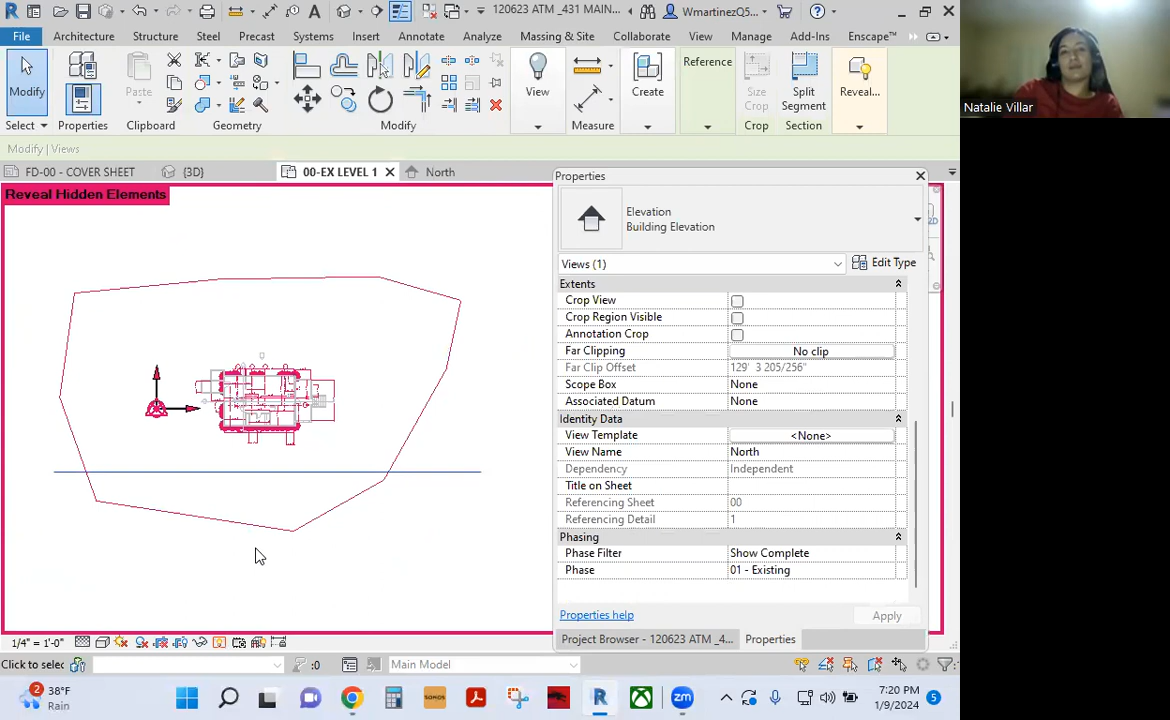 120623 ATM _431 MAIN...
WmartinezQ5...
File
Architecture
Structure
Steel
Precast
Systems
Insert
Annotate
Analyze
Massing & Site
Collaborate
View
Manage
Add-Ins
Enscape™
Modify
Paste
View
Create
Reference
Size Crop
Split Segment
Reveal...
Select
Properties
Clipboard
Geometry
Modify
Measure
Crop
Section
Modify | Views
FD-00 - COVER SHEET
{3D}
00-EX LEVEL 1
North
Reveal Hidden Elements
Properties
Elevation
Building Elevation
Views (1)
Edit Type
Extents
Crop View
Crop Region Visible
Annotation Crop
Far Clipping No clip
Far Clip Offset 129' 3 205/256"
Scope Box None
Associated Datum None
Identity Data
View Template <None>
View Name North
Dependency Independent
Title on Sheet
Referencing Sheet 00
Referencing Detail 1
Phasing
Phase Filter Show Complete
Phase 01 - Existing
Properties help
Apply
Project Browser - 120623 ATM _4...
Properties
1/4" = 1'-0"
Click to selec
:0
Main Model
2
38°F
Rain
SONOS
7:20 PM
1/9/2024
5
Natalie Villar